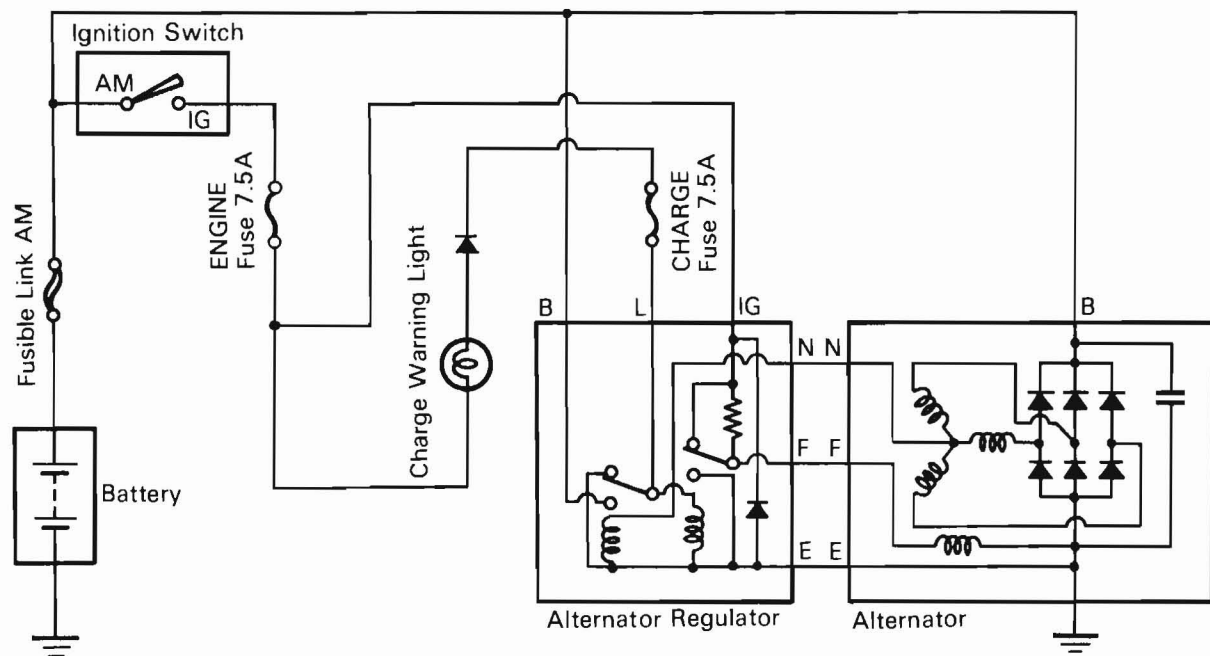 Ignition Switch
AM
IG
ENGINE
Fuse 7.5A
Fusible Link AM
Charge Warning Light
CHARGE
Fuse 7.5A
Battery
B
L
IG
B
N N
F F
E E
Alternator Regulator
Alternator